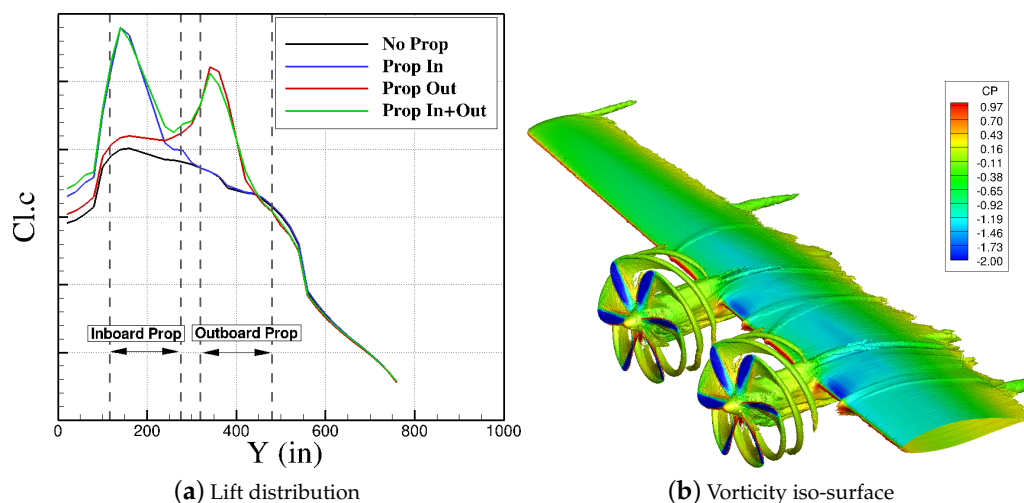 No Prop
Prop In
Prop Out
Prop In+Out
Cl.c
Inboard Prop
Outboard Prop
0 200 400 600 800 1000
Y (in)
(a) Lift distribution
CP
0.97
0.70
0.43
0.16
-0.11
-0.38
-0.65
-0.92
-1.19
-1.46
-1.73
-2.00
(b) Vorticity iso-surface